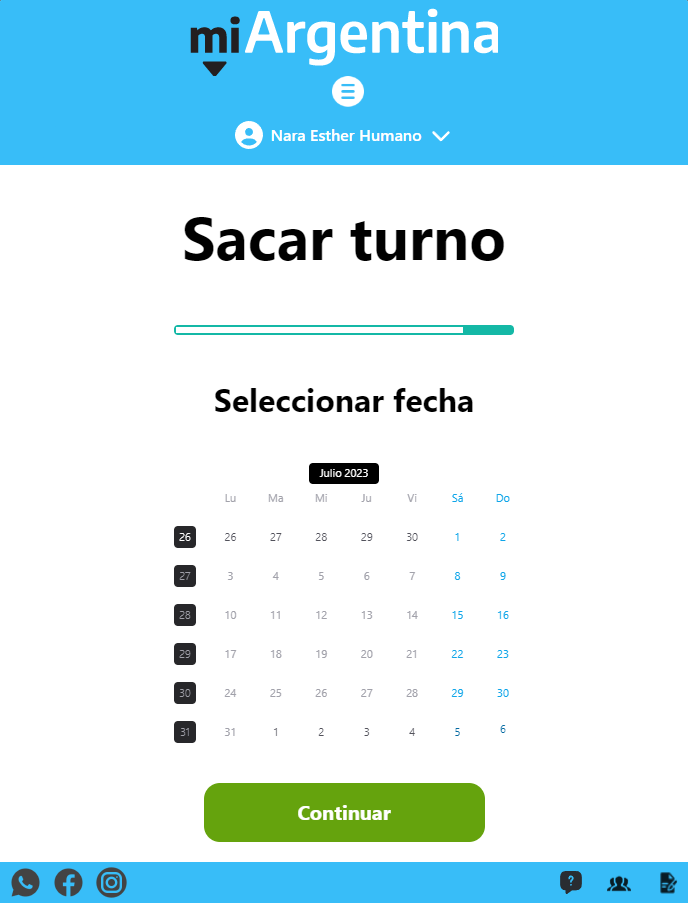 mi Argentina
Nara Esther Humano
Sacar turno
Seleccionar fecha
Julio 2023
Lu Ma Mi Ju Vi Sá Do
26 26 27 28 29 30 1 2
27 3 4 5 6 7 8 9
28 10 11 12 13 14 15 16
29 17 18 19 20 21 22 23
30 24 25 26 27 28 29 30
31 31 1 2 3 4 5 6
Continuar
?